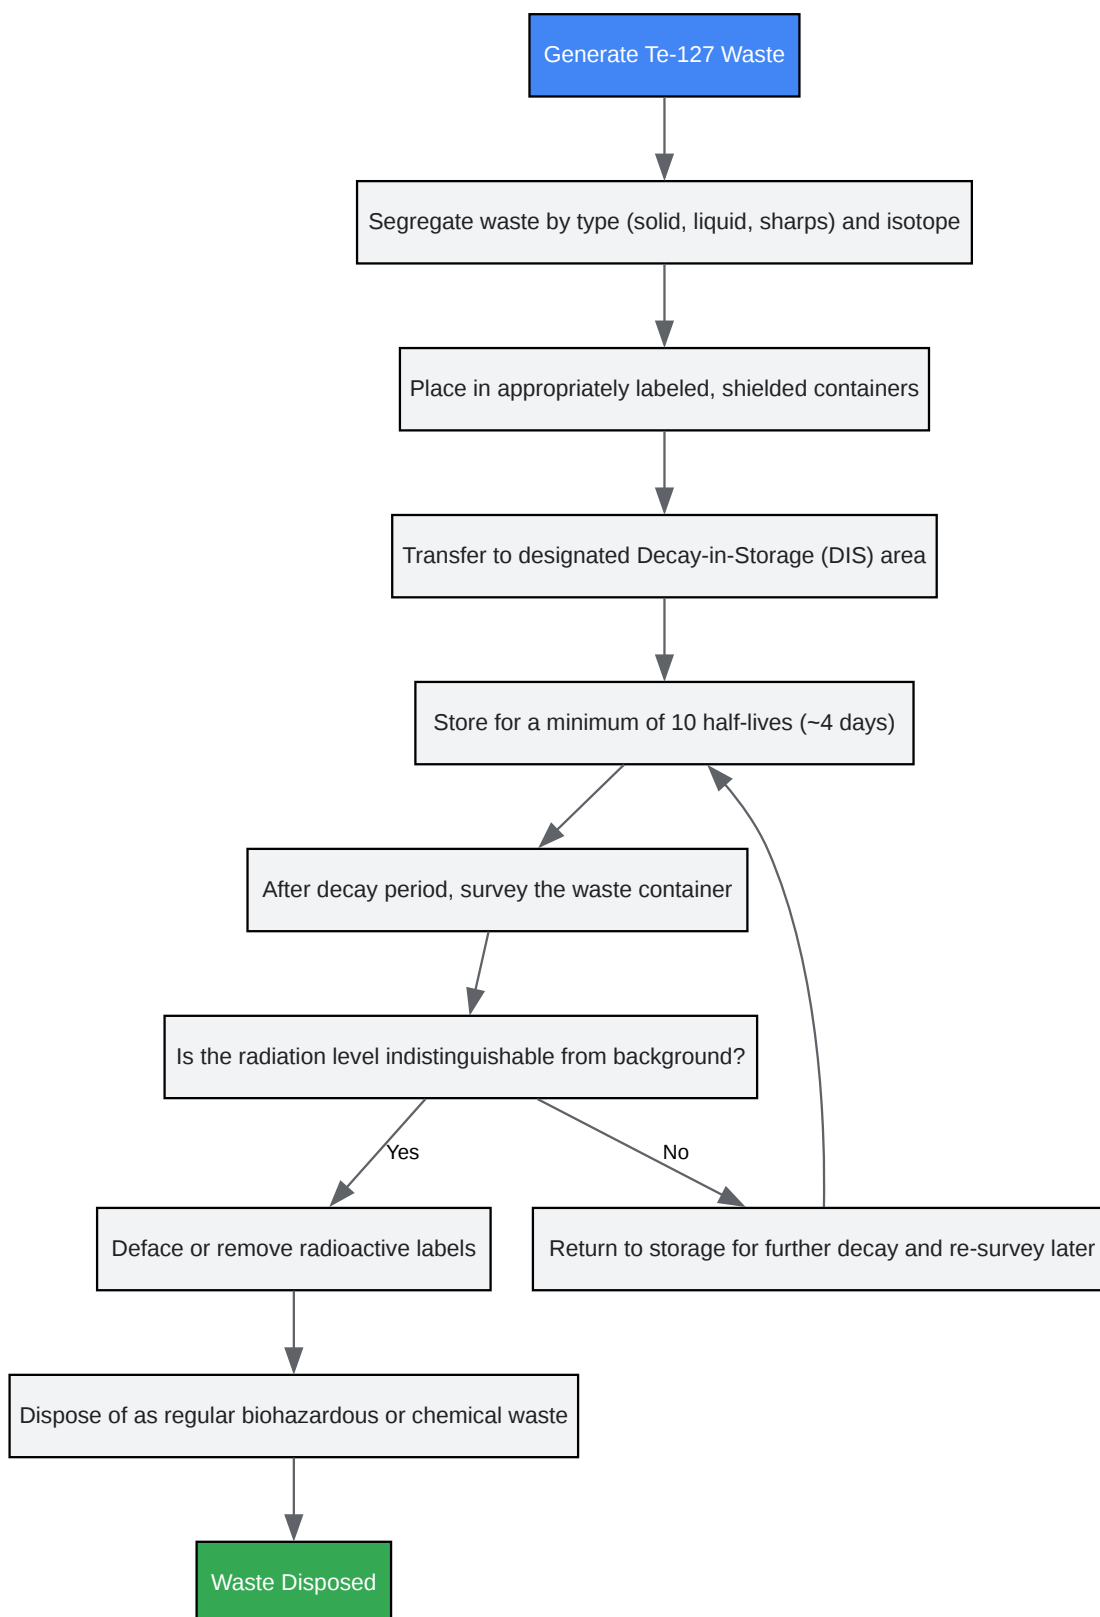 Generate Te-127 Waste
Segregate waste by type (solid, liquid, sharps) and isotope
Place in appropriately labeled, shielded containers
Transfer to designated Decay-in-Storage (DIS) area
Store for a minimum of 10 half-lives (~4 days)
After decay period, survey the waste container
Is the radiation level indistinguishable from background?
Yes
No
Deface or remove radioactive labels
Return to storage for further decay and re-survey later
Dispose of as regular biohazardous or chemical waste
Waste Disposed